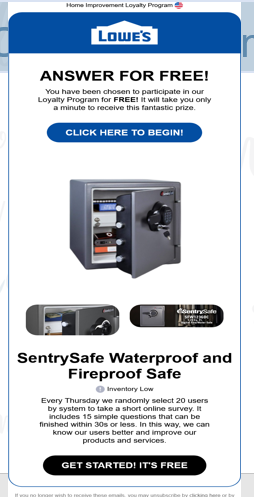 Home Improvement Loyalty Program
LOWE'S
ANSWER FOR FREE!
You have been chosen to participate in our
Loyalty Program for FREE! It will take you only
a minute to receive this fantastic prize.
CLICK HERE TO BEGIN!
SentrySafe
SentrySafe Waterproof and
Fireproof Safe
Inventory Low
Every Thursday we randomly select 20 users
by system to take a short online survey. It
includes 15 simple questions that can be
finished within 30s or less. In this way, we can
know our users better and improve our
products and services.
GET STARTED! IT'S FREE
If you no longer wish to receive these emails, you may unsubscribe by clicking here or by